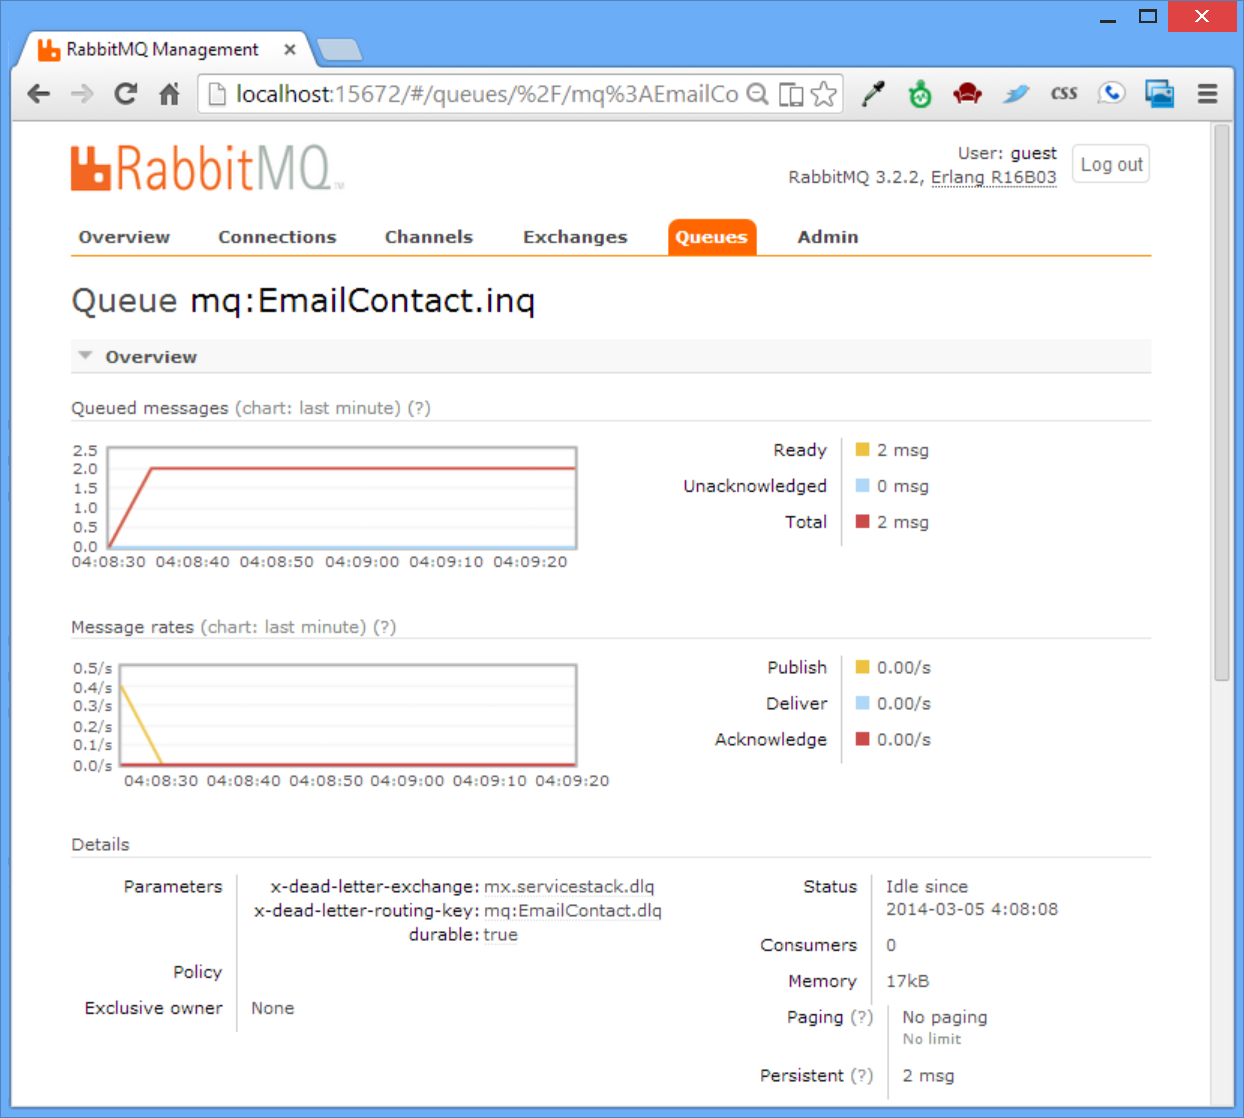 RabbitMQ Management
localhost:15672/#/queues/%2F/mq%3AEmailCo
css
RabbitMQ™
User: guest
RabbitMQ 3.2.2, Erlang R16B03
Log out
Overview Connections Channels Exchanges Queues Admin
Queue mq:EmailContact.inq
Overview
Queued messages (chart: last minute) (?)
2.5
2.0
1.5
1.0
0.5
0.0
04:08:30 04:08:40 04:08:50 04:09:00 04:09:10 04:09:20
Ready 2 msg
Unacknowledged 0 msg
Total 2 msg
Message rates (chart: last minute) (?)
0.5/s
0.4/s
0.3/s
0.2/s
0.1/s
0.0/s
04:08:30 04:08:40 04:08:50 04:09:00 04:09:10 04:09:20
Publish 0.00/s
Deliver 0.00/s
Acknowledge 0.00/s
Details
Parameters x-dead-letter-exchange: mx.servicestack.dlq
x-dead-letter-routing-key: mq:EmailContact.dlq
durable: true
Policy
Exclusive owner None
Status Idle since
2014-03-05 4:08:08
Consumers 0
Memory 17kB
Paging (?) No paging
No limit
Persistent (?) 2 msg